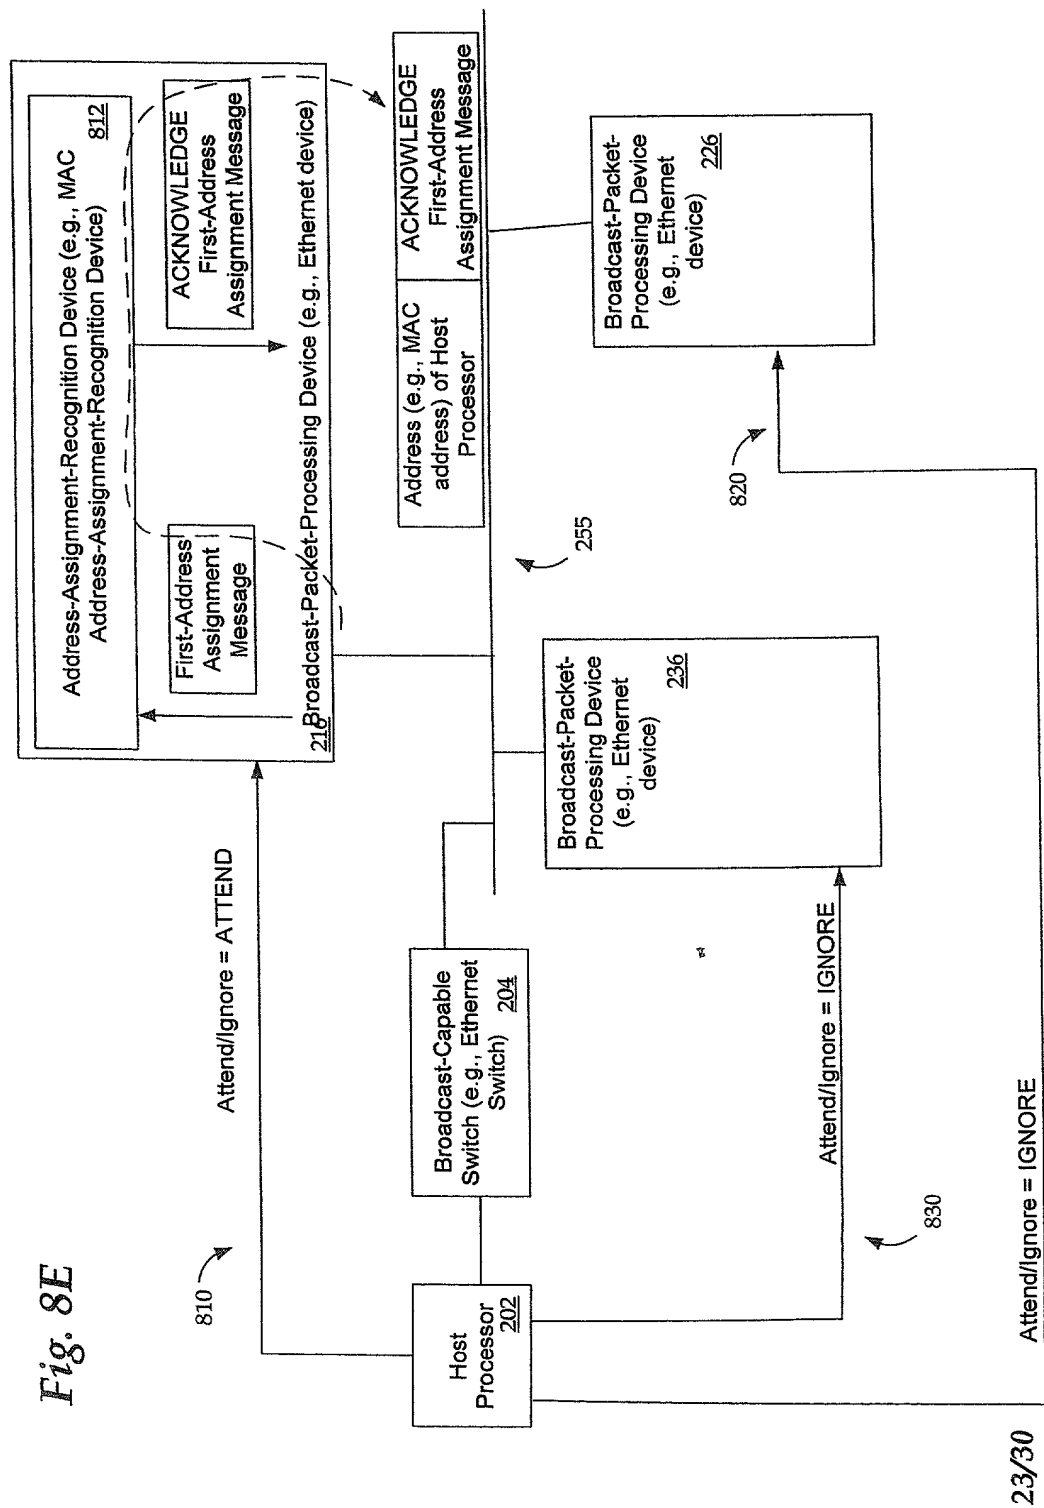 Fig. 8E
810
Attend/Ignore = ATTEND
Address-Assignment-Recognition Device (e.g., MAC
Address-Assignment-Recognition Device)
812
First-Address
Assignment
Message
ACKNOWLEDGE
First-Address
Assignment Message
Broadcast-Packet-Processing Device (e.g., Ethernet device)
216
Host
Processor
202
Broadcast-Capable
Switch (e.g., Ethernet
Switch)
204
Address (e.g., MAC
address) of Host
Processor
ACKNOWLEDGE
First-Address
Assignment Message
255
Broadcast-Packet-
Processing Device
(e.g., Ethernet
device)
236
Broadcast-Packet-
Processing Device
(e.g., Ethernet
device)
226
820
Attend/Ignore = IGNORE
830
Attend/Ignore = IGNORE
23/30